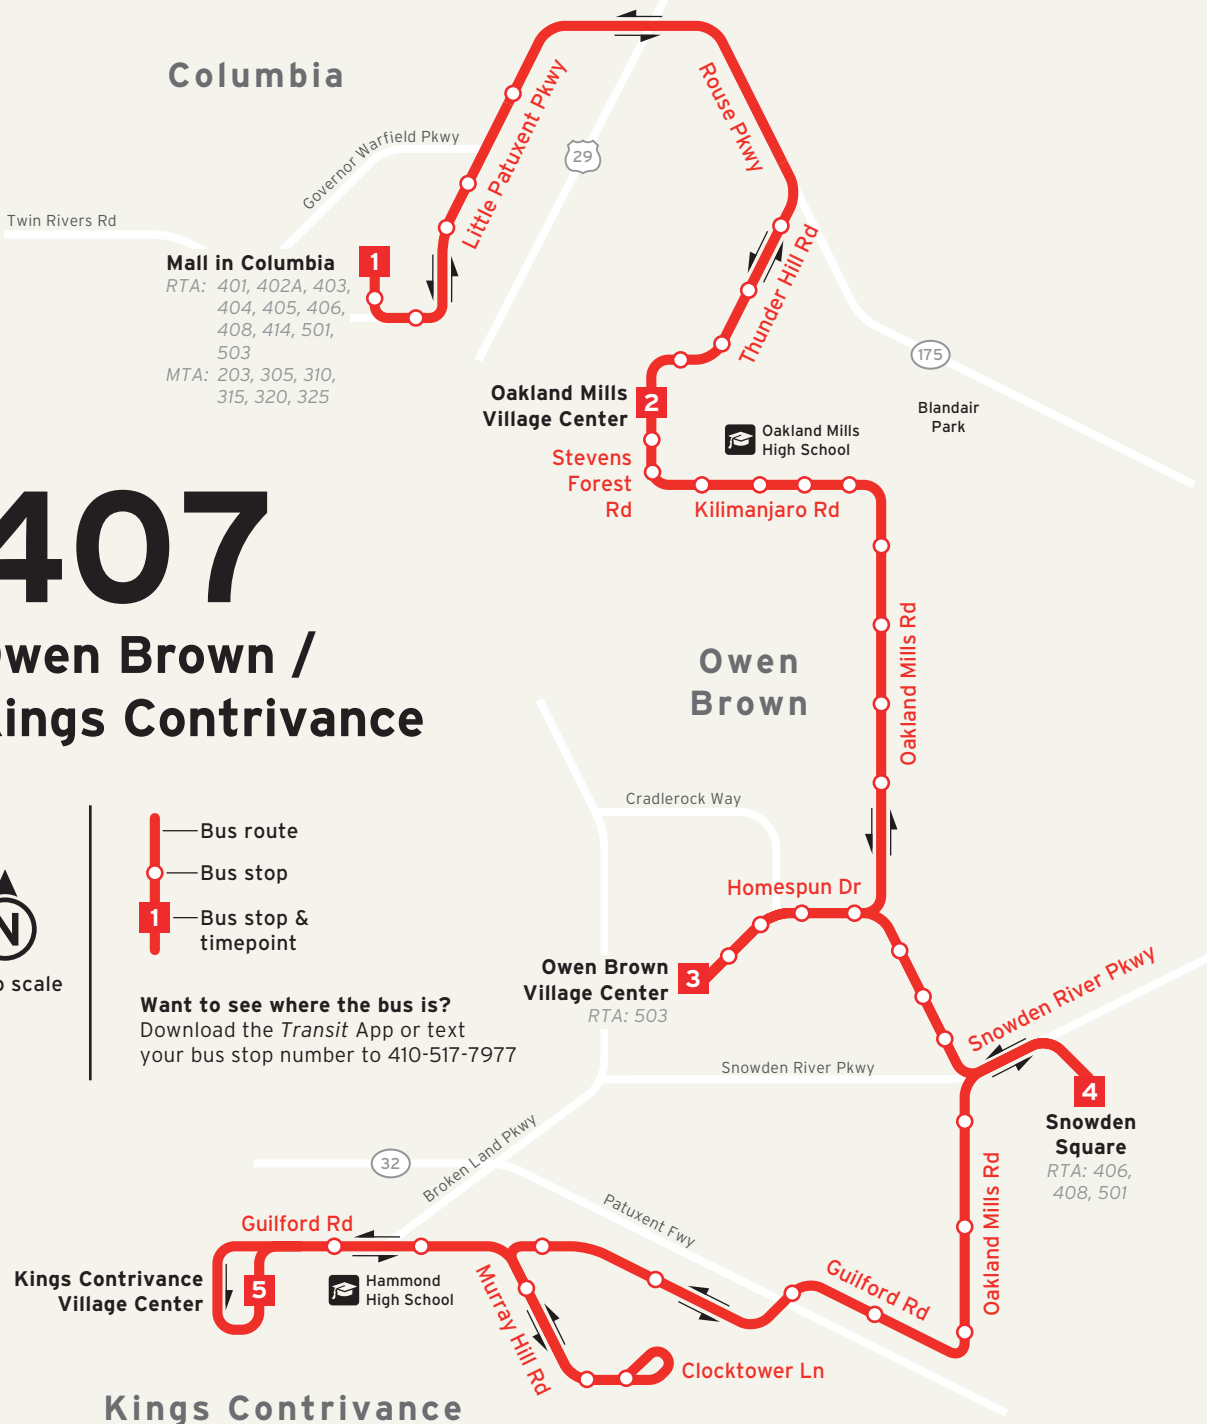 Columbia
Little Patuxent Pkwy
Rouse Pkwy
29
Governor Warfield Pkwy
Twin Rivers Rd
Mall in Columbia
1
RTA: 401, 402A, 403,
404, 405, 406,
408, 414, 501,
503
MTA: 203, 305, 310,
315, 320, 325
Thunder Hill Rd
175
Blandair
Park
Oakland Mills
Village Center
2
Oakland Mills
High School
Stevens
Forest
Rd
Kilimanjaro Rd
407
Owen Brown /
Kings Contrivance
Oakland Mills Rd
Owen
Brown
Cradlerock Way
Homespun Dr
Bus route
Bus stop
1
Bus stop &
timepoint
N
scale
Want to see where the bus is?
Download the Transit App or text
your bus stop number to 410-517-7977
Owen Brown
Village Center
3
RTA: 503
Snowden River Pkwy
Snowden River Pkwy
4
Snowden
Square
RTA: 406,
408, 501
32
Broken Land Pkwy
Patuxent Fwy
Oakland Mills Rd
Guilford Rd
Guilford Rd
Kings Contrivance
Village Center
5
Hammond
High School
Murray Hill Rd
Clocktower Ln
Kings Contrivance